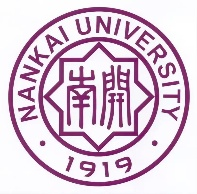 NANKAI UNIVERSITY
南開
· 1919 ·